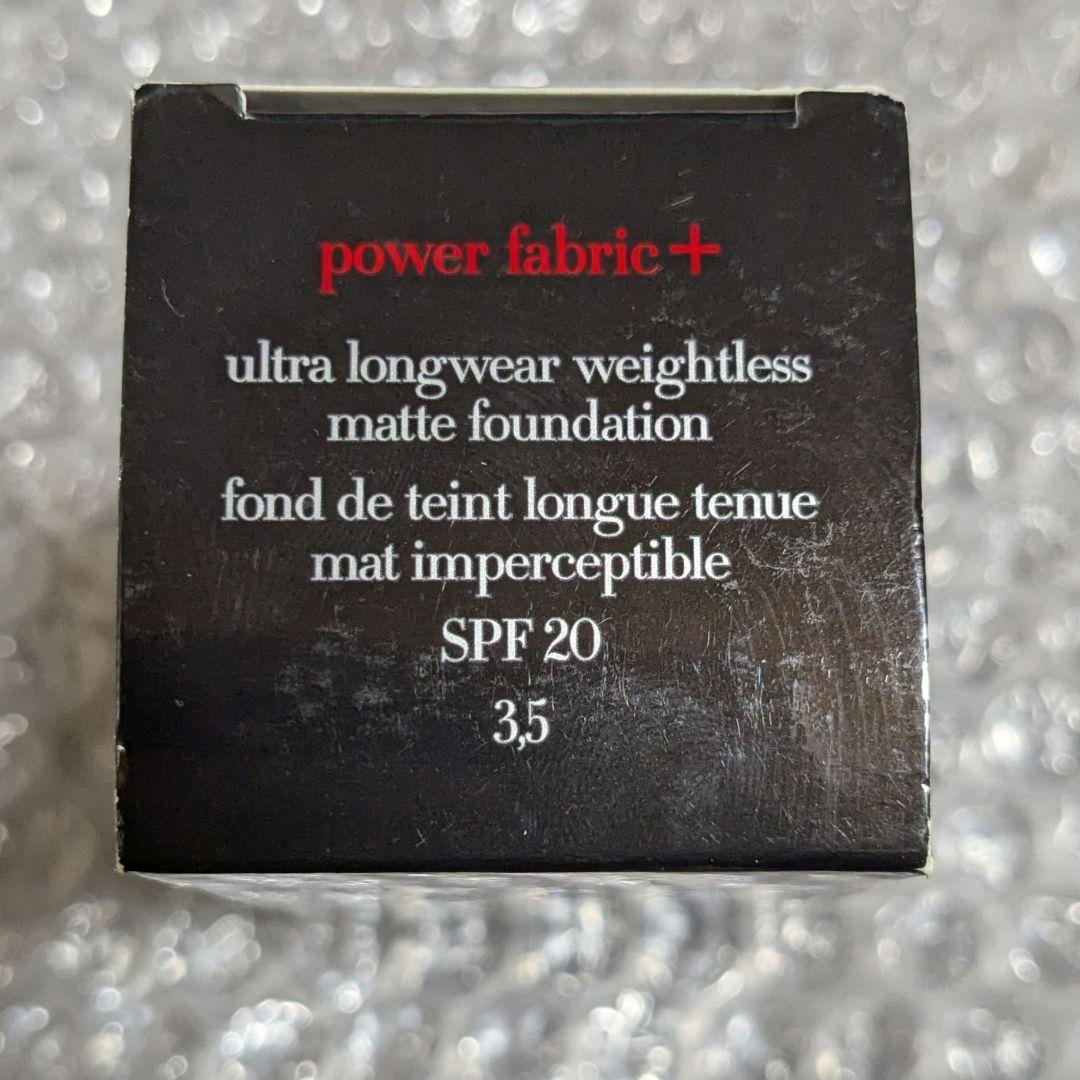 power fabric+
ultra longwear weightless
matte foundation
fond de teint longue tenue
mat imperceptible
SPF 20
3,5